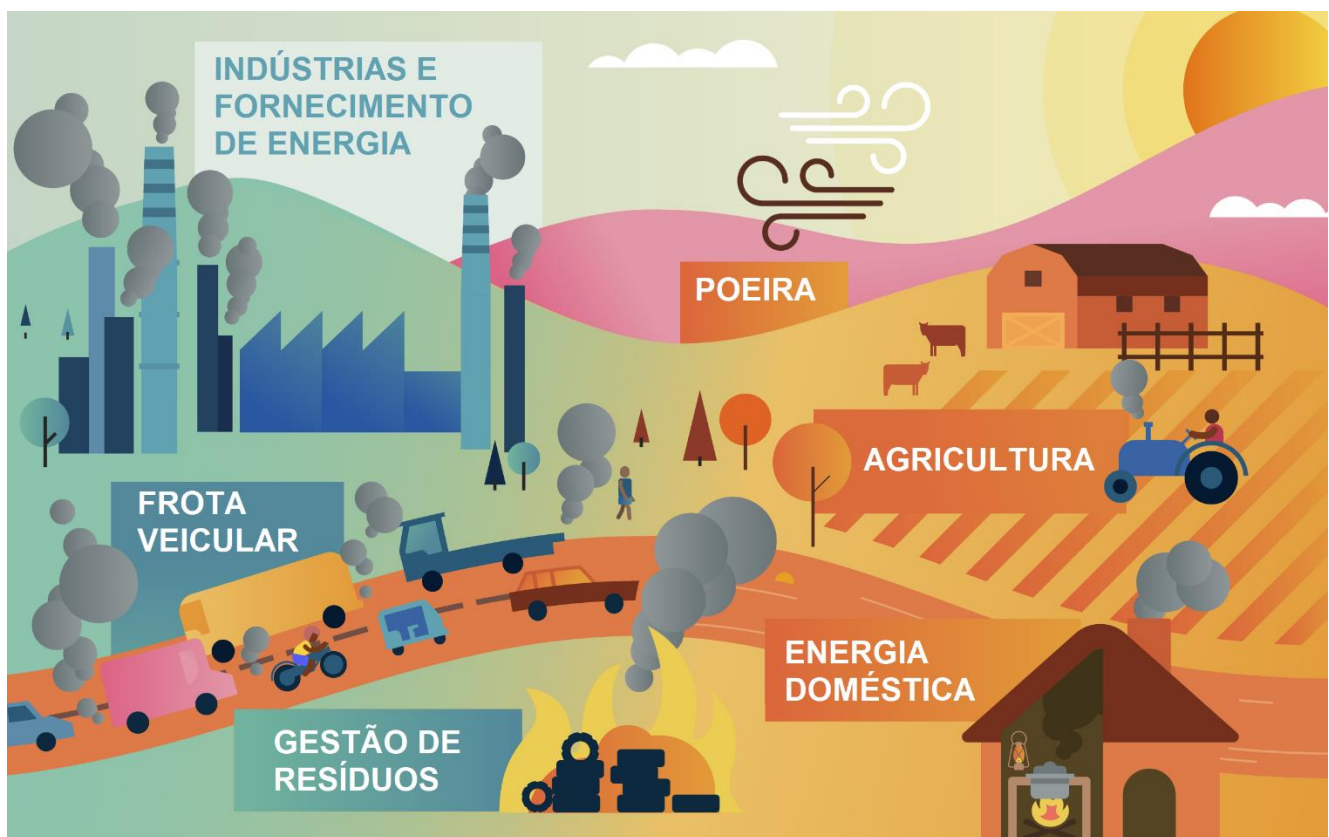 INDÚSTRIAS E
FORNECIMENTO
DE ENERGIA
POEIRA
AGRICULTURA
FROTA
VEICULAR
ENERGIA
DOMÉSTICA
GESTÃO DE
RESÍDUOS